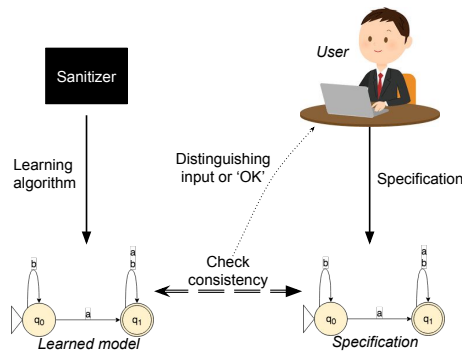 User
Sanitizer
Learning
algorithm
Distinguishing
input or ‘OK’
Specification
Check
consistency
b
a
b
q0
a
q1
Learned model
b
a
b
q0
a
q1
Specification